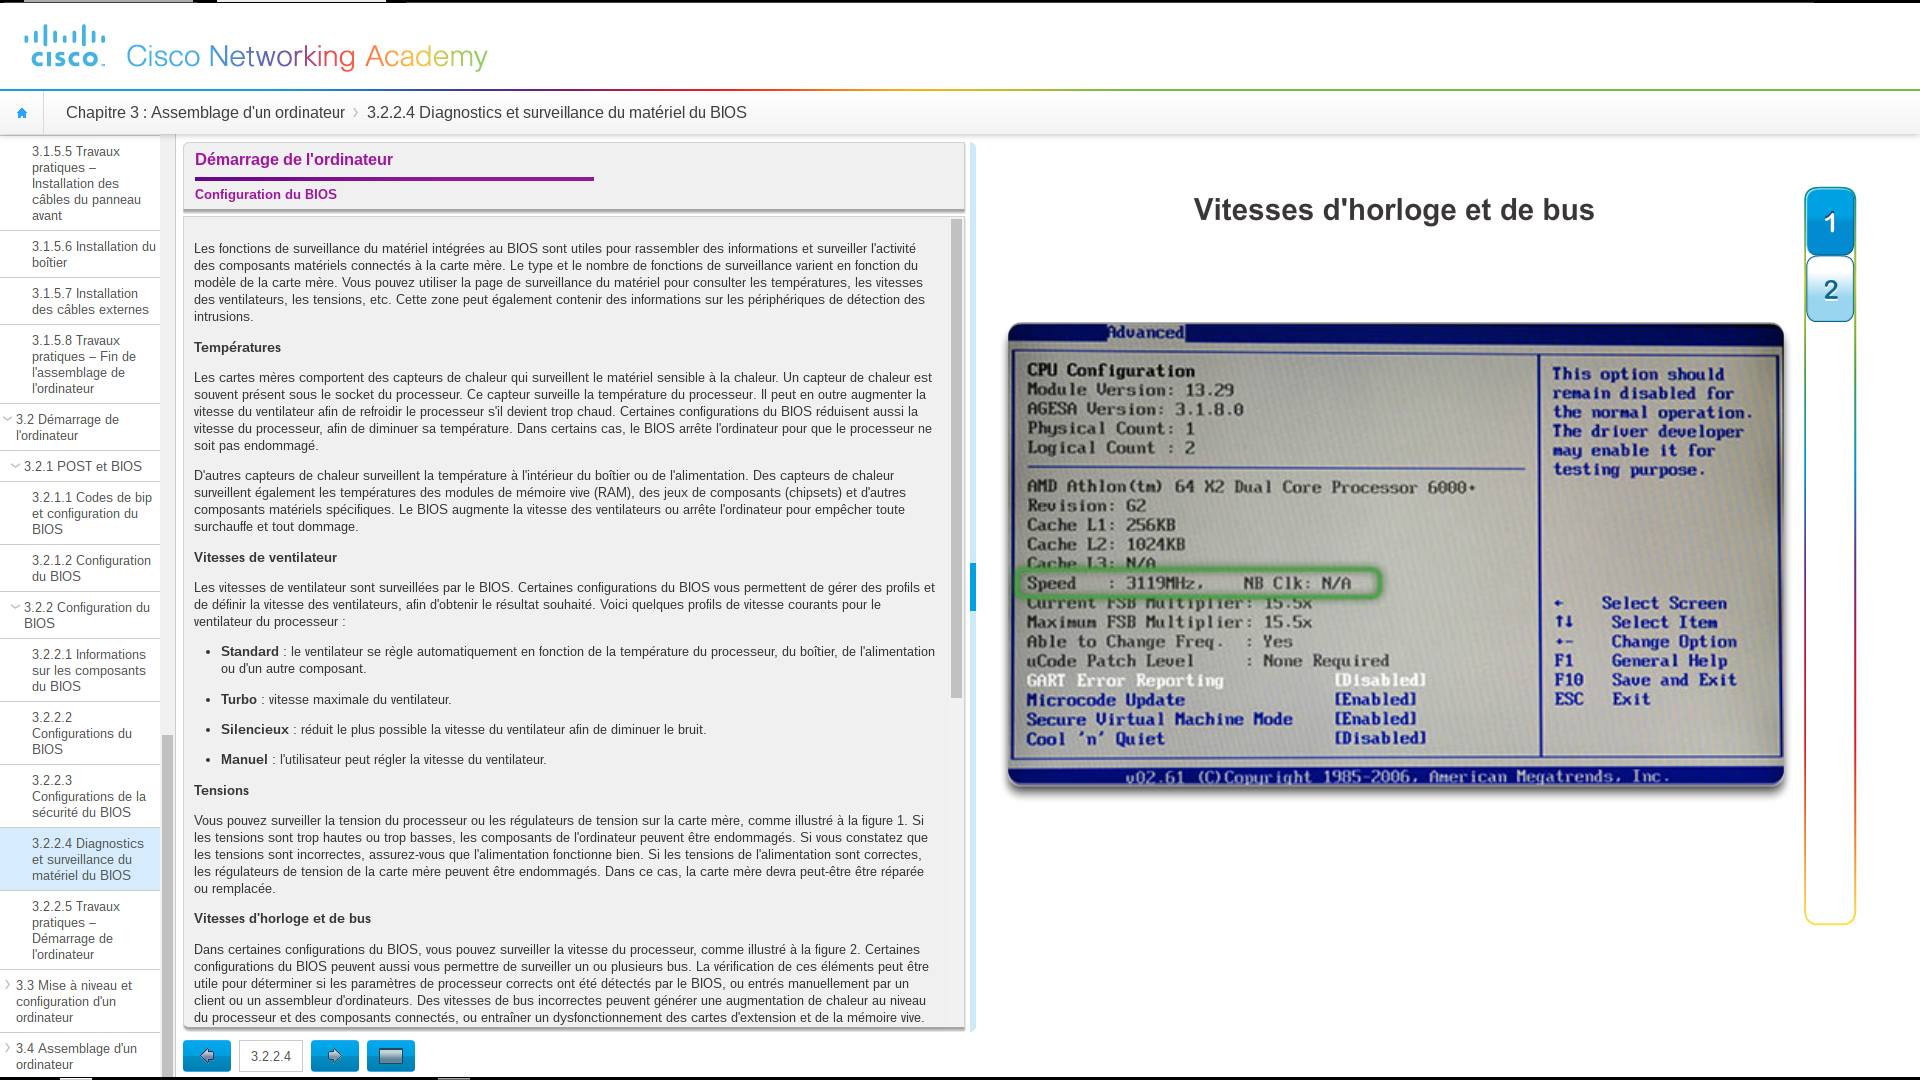 cisco
Cisco Networking Academy
Chapitre 3 : Assemblage d'un ordinateur
3.2.2.4 Diagnostics et surveillance du matériel du BIOS
3.1.5.5 Travaux
pratiques –
Installation des
câbles du panneau
avant
3.1.5.6 Installation du
boîtier
3.1.5.7 Installation
des câbles externes
3.1.5.8 Travaux
pratiques – Fin de
l'assemblage de
l'ordinateur
3.2 Démarrage de
l'ordinateur
3.2.1 POST et BIOS
3.2.1.1 Codes de bip
et configuration du
BIOS
3.2.1.2 Configuration
du BIOS
3.2.2 Configuration du
BIOS
3.2.2.1 Informations
sur les composants
du BIOS
3.2.2.2
Configurations du
BIOS
3.2.2.3
Configurations de la
sécurité du BIOS
3.2.2.4 Diagnostics
et surveillance du
matériel du BIOS
3.2.2.5 Travaux
pratiques –
Démarrage de
l'ordinateur
3.3 Mise à niveau et
configuration d'un
ordinateur
3.4 Assemblage d'un
ordinateur
Démarrage de l'ordinateur
Configuration du BIOS
Les fonctions de surveillance du matériel intégrées au BIOS sont utiles pour rassembler des informations et surveiller l'activité
des composants matériels connectés à la carte mère. Le type et le nombre de fonctions de surveillance varient en fonction du
modèle de la carte mère. Vous pouvez utiliser la page de surveillance du matériel pour consulter les températures, les vitesses
des ventilateurs, les tensions, etc. Cette zone peut également contenir des informations sur les périphériques de détection des
intrusions.
Températures
Les cartes mères comportent des capteurs de chaleur qui surveillent le matériel sensible à la chaleur. Un capteur de chaleur est
souvent présent sous le socket du processeur. Ce capteur surveille la température du processeur. Il peut en outre augmenter la
vitesse du ventilateur afin de refroidir le processeur s'il devient trop chaud. Certaines configurations du BIOS réduisent aussi la
vitesse du processeur, afin de diminuer sa température. Dans certains cas, le BIOS arrête l'ordinateur pour que le processeur ne
soit pas endommagé.
D'autres capteurs de chaleur surveillent la température à l'intérieur du boîtier ou de l'alimentation. Des capteurs de chaleur
surveillent également les températures des modules de mémoire vive (RAM), des jeux de composants (chipsets) et d'autres
composants matériels spécifiques. Le BIOS augmente la vitesse des ventilateurs ou arrête l'ordinateur pour empêcher toute
surchauffe et tout dommage.
Vitesses de ventilateur
Les vitesses de ventilateur sont surveillées par le BIOS. Certaines configurations du BIOS vous permettent de gérer des profils et
de définir la vitesse des ventilateurs, afin d'obtenir le résultat souhaité. Voici quelques profils de vitesse courants pour le
ventilateur du processeur :
• Standard : le ventilateur se règle automatiquement en fonction de la température du processeur, du boîtier, de l'alimentation
ou d'un autre composant.
• Turbo : vitesse maximale du ventilateur.
• Silencieux : réduit le plus possible la vitesse du ventilateur afin de diminuer le bruit.
• Manuel : l'utilisateur peut régler la vitesse du ventilateur.
Tensions
Vous pouvez surveiller la tension du processeur ou les régulateurs de tension sur la carte mère, comme illustré à la figure 1. Si
les tensions sont trop hautes ou trop basses, les composants de l'ordinateur peuvent être endommagés. Si vous constatez que
les tensions sont incorrectes, assurez-vous que l'alimentation fonctionne bien. Si les tensions de l'alimentation sont correctes,
les régulateurs de tension de la carte mère peuvent être endommagés. Dans ce cas, la carte mère devra peut-être être réparée
ou remplacée.
Vitesses d'horloge et de bus
Dans certaines configurations du BIOS, vous pouvez surveiller la vitesse du processeur, comme illustré à la figure 2. Certaines
configurations du BIOS peuvent aussi vous permettre de surveiller un ou plusieurs bus. La vérification de ces éléments peut être
utile pour déterminer si les paramètres de processeur corrects ont été détectés par le BIOS, ou entrés manuellement par un
client ou un assembleur d'ordinateurs. Des vitesses de bus incorrectes peuvent générer une augmentation de chaleur au niveau
du processeur et des composants connectés, ou entraîner un dysfonctionnement des cartes d'extension et de la mémoire vive.
3.2.2.4
Vitesses d'horloge et de bus
1
2
Advanced
CPU Configuration
Module Version: 13.29
AGESA Version: 3.1.8.0
Physical Count: 1
Logical Count : 2
AMD Athlon(tm) 64 X2 Dual Core Processor 6000+
Revision: G2
Cache L1: 256KB
Cache L2: 1024KB
Cache L3: N/A
Speed : 3119MHz, NB Clk: N/A
Current FSB Multiplier: 15.5x
Maximum FSB Multiplier: 15.5x
Able to Change Freq. : Yes
uCode Patch Level : None Required
GART Error Reporting [Disabled]
Microcode Update [Enabled]
Secure Virtual Machine Mode [Enabled]
Cool 'n' Quiet [Disabled]
This option should
remain disabled for
the normal operation.
The driver developer
may enable it for
testing purpose.
← Select Screen
↑↓ Select Item
+- Change Option
F1 General Help
F10 Save and Exit
ESC Exit
v02.61 (C)Copyright 1985-2006, American Megatrends, Inc.